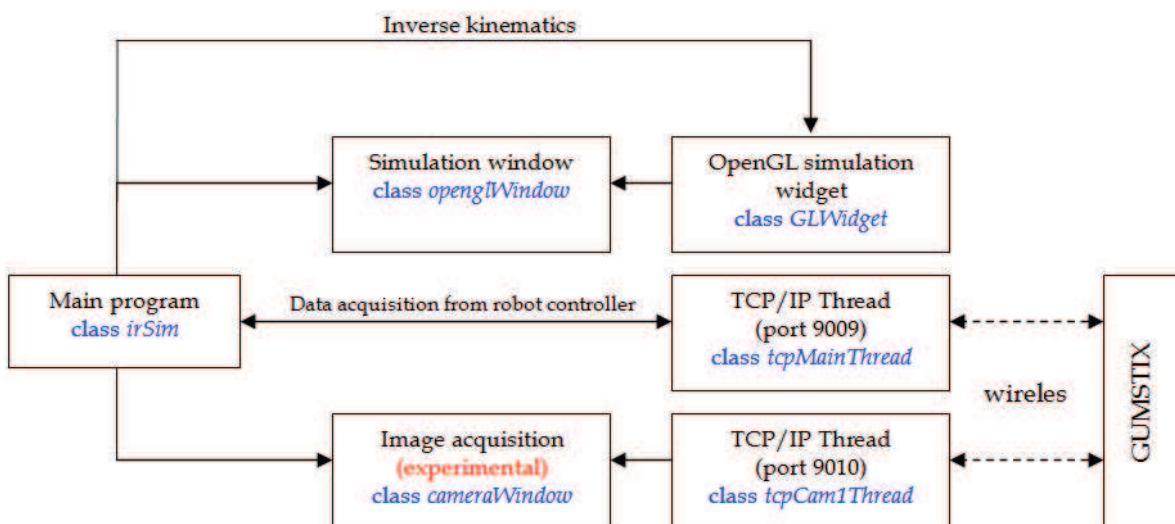 Inverse kinematics
Simulation window
class openglWindow
OpenGL simulation
widget
class GLWidget
Main program
class irSim
Data acquisition from robot controller
TCP/IP Thread
(port 9009)
class tcpMainThread
wireles
GUMSTIX
Image acquisition
(experimental)
class cameraWindow
TCP/IP Thread
(port 9010)
class tcpCam1Thread